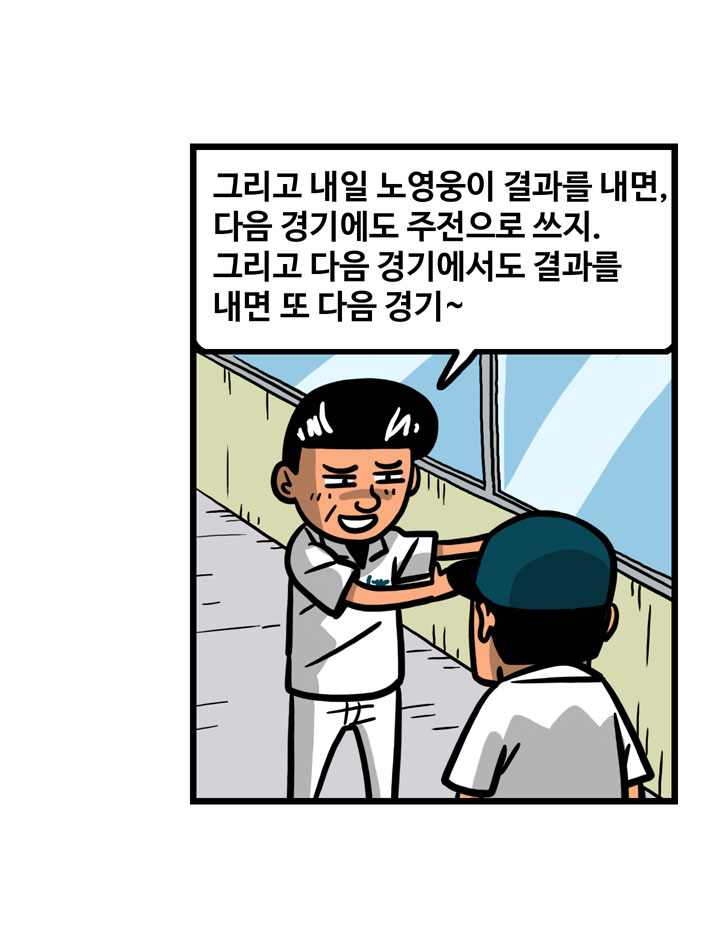 그리고 내일 노영웅이 결과를 내면,
다음 경기에도 주전으로 쓰지.
그리고 다음 경기에서도 결과를
내면 또 다음 경기~